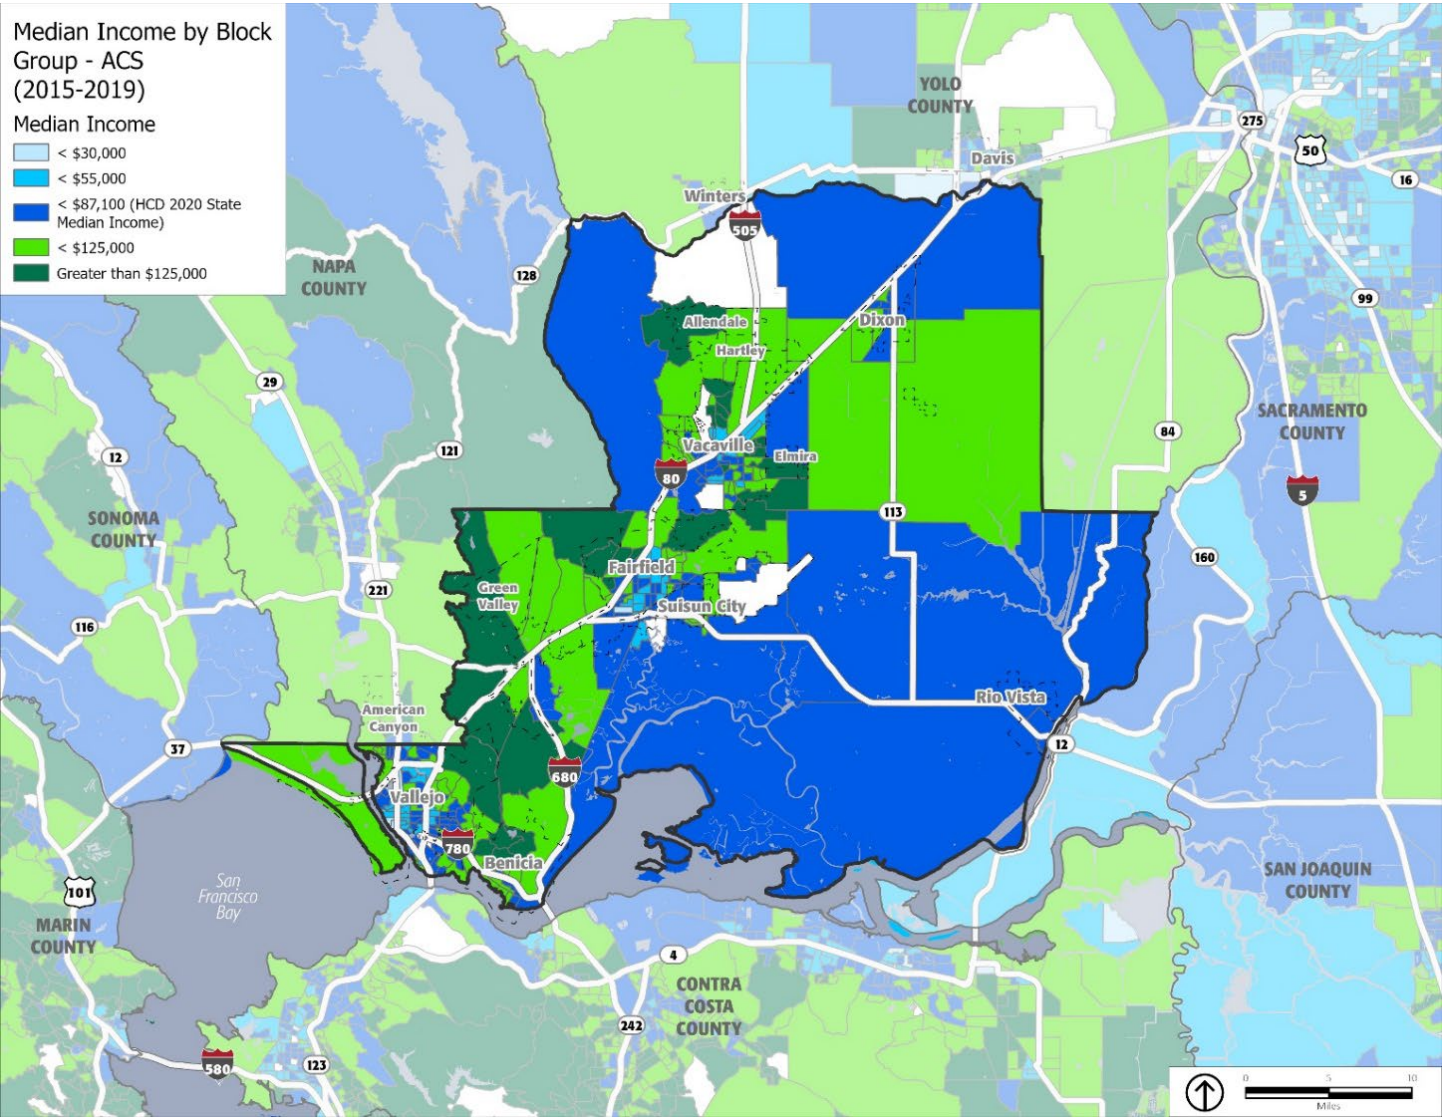 Median Income by Block
Group - ACS
(2015-2019)
Median Income
< $30,000
< $55,000
< $87,100 (HCD 2020 State
Median Income)
< $125,000
Greater than $125,000
YOLO
COUNTY
275
50
Davis
16
Winters
505
NAPA
COUNTY
128
99
Allendale
Dixon
Hartley
29
SACRAMENTO
COUNTY
84
Vacaville
121
12
Elmira
80
5
SONOMA
COUNTY
113
160
Fairfield
221
Green
Valley
Suisun City
116
Rio Vista
American
Canyon
37
12
680
Vallejo
780
Benicia
San
Francisco
Bay
101
SAN JOAQUIN
COUNTY
MARIN
COUNTY
4
CONTRA
COSTA
COUNTY
242
580
123
0 5 10
Miles